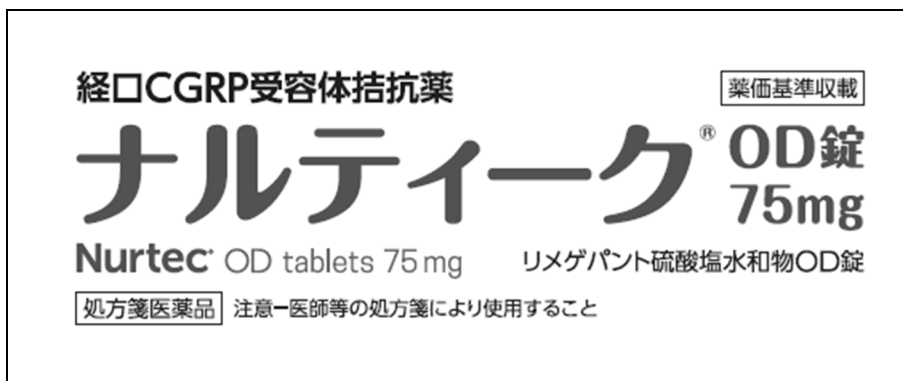 経口CGRP受容体拮抗薬 薬価基準収載
ナルティーク® OD錠
75mg
Nurtec® OD tablets 75mg リメゲパント硫酸塩水和物OD錠
処方箋医薬品 注意ー医師等の処方箋により使用すること